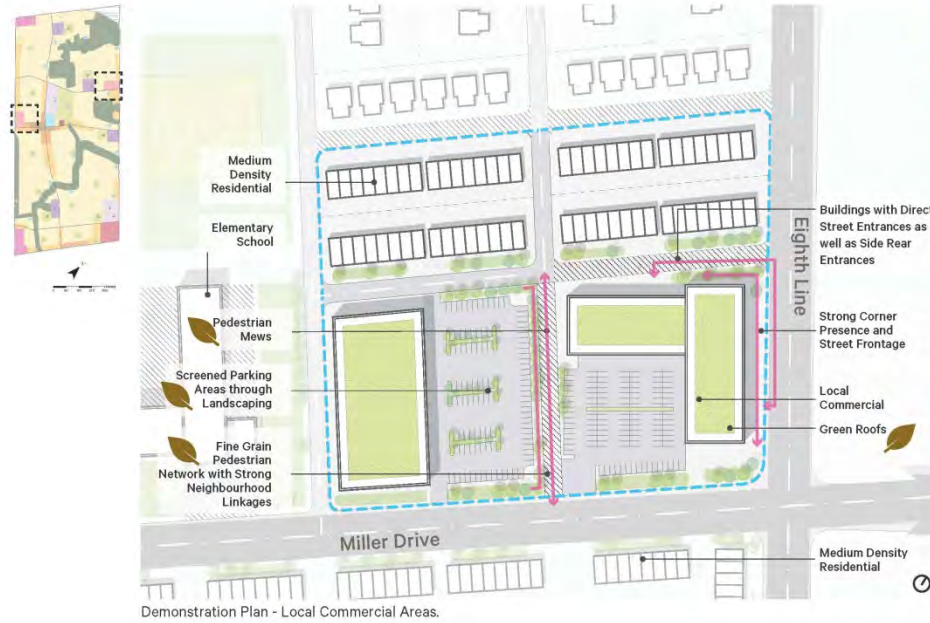 Medium
Density
Residential
Elementary
School
Pedestrian
Mews
Screened Parking
Areas through
Landscaping
Fine Grain
Pedestrian
Network with Strong
Neighbourhood
Linkages
Eighth Line
Buildings with Direct
Street Entrances as
well as Side Rear
Entrances
Strong Corner
Presence and
Street Frontage
Local
Commercial
Green Roofs
Miller Drive
Medium Density
Residential
Demonstration Plan - Local Commercial Areas.